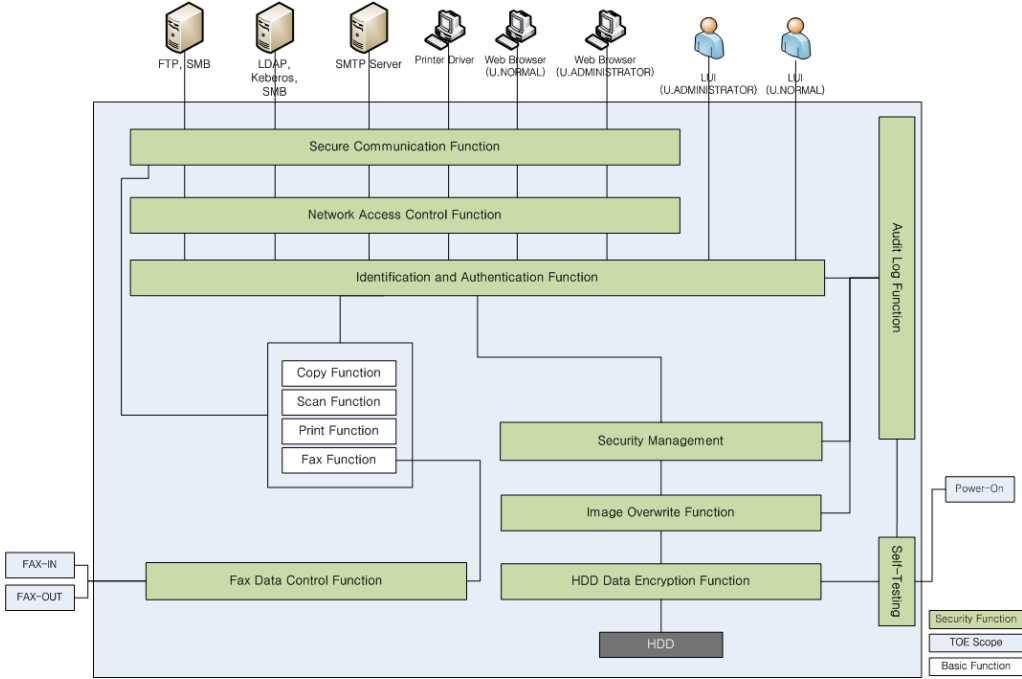 FTP, SMB
LDAP,
Keberos,
SMB
SMTP Server
Printer Driver
Web Browser
(U.NORMAL)
Web Browser
(U.ADMINISTRATOR)
LUI
(U.ADMINISTRATOR)
LUI
(U.NORMAL)
Secure Communication Function
Network Access Control Function
Identification and Authentication Function
Audit Log Function
Copy Function
Scan Function
Print Function
Fax Function
Security Management
Image Overwrite Function
Power-On
FAX-IN
FAX-OUT
Fax Data Control Function
HDD Data Encryption Function
Self-Testing
HDD
Security Function
TOE Scope
Basic Function